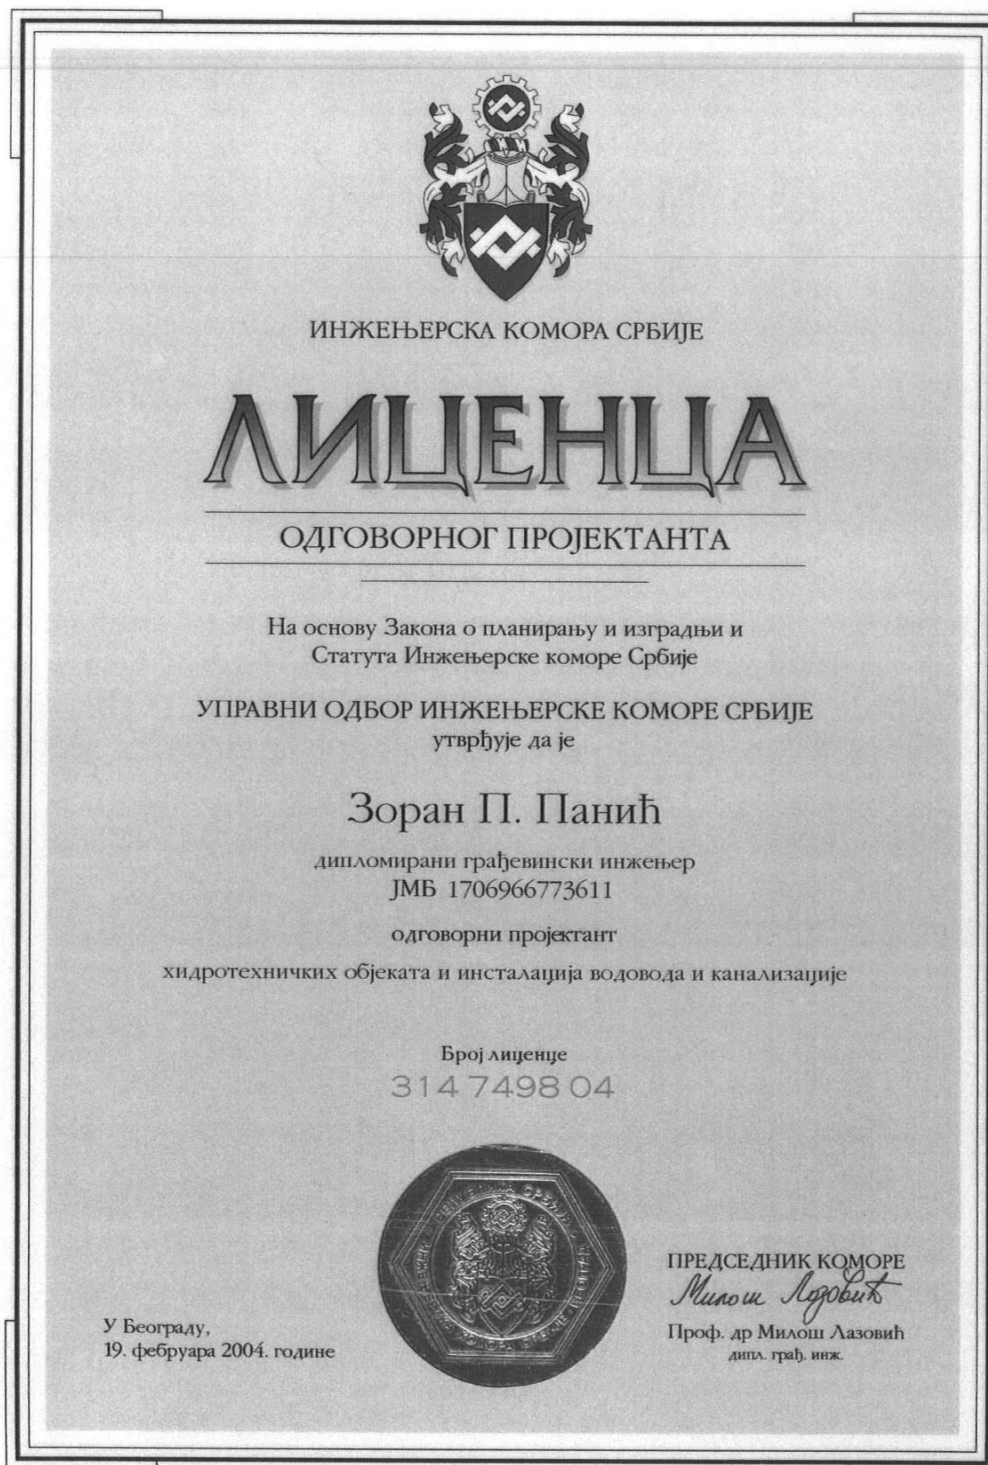 ИНЖЕЊЕРСКА КОМОРА СРБИЈЕ
ЛИЦЕНЦА
ОДГОВОРНОГ ПРОЈЕКТАНТА
На основу Закона о планирању и изградњи и
Статута Инжењерске коморе Србије
УПРАВНИ ОДБОР ИНЖЕЊЕРСКЕ КОМОРЕ СРБИЈЕ
утврђује да је
Зоран П. Панић
дипломирани грађевински инжењер
ЈМБ 1706966773611
одговорни пројектант
хидротехничких објеката и инсталација водовода и канализације
Број лиценце
314 7498 04
У Београду,
19. фебруара 2004. године
ПРЕДСЕДНИК КОМОРЕ
Милош Лазовић
Проф. др Милош Лазовић
дипл. грађ. инж.